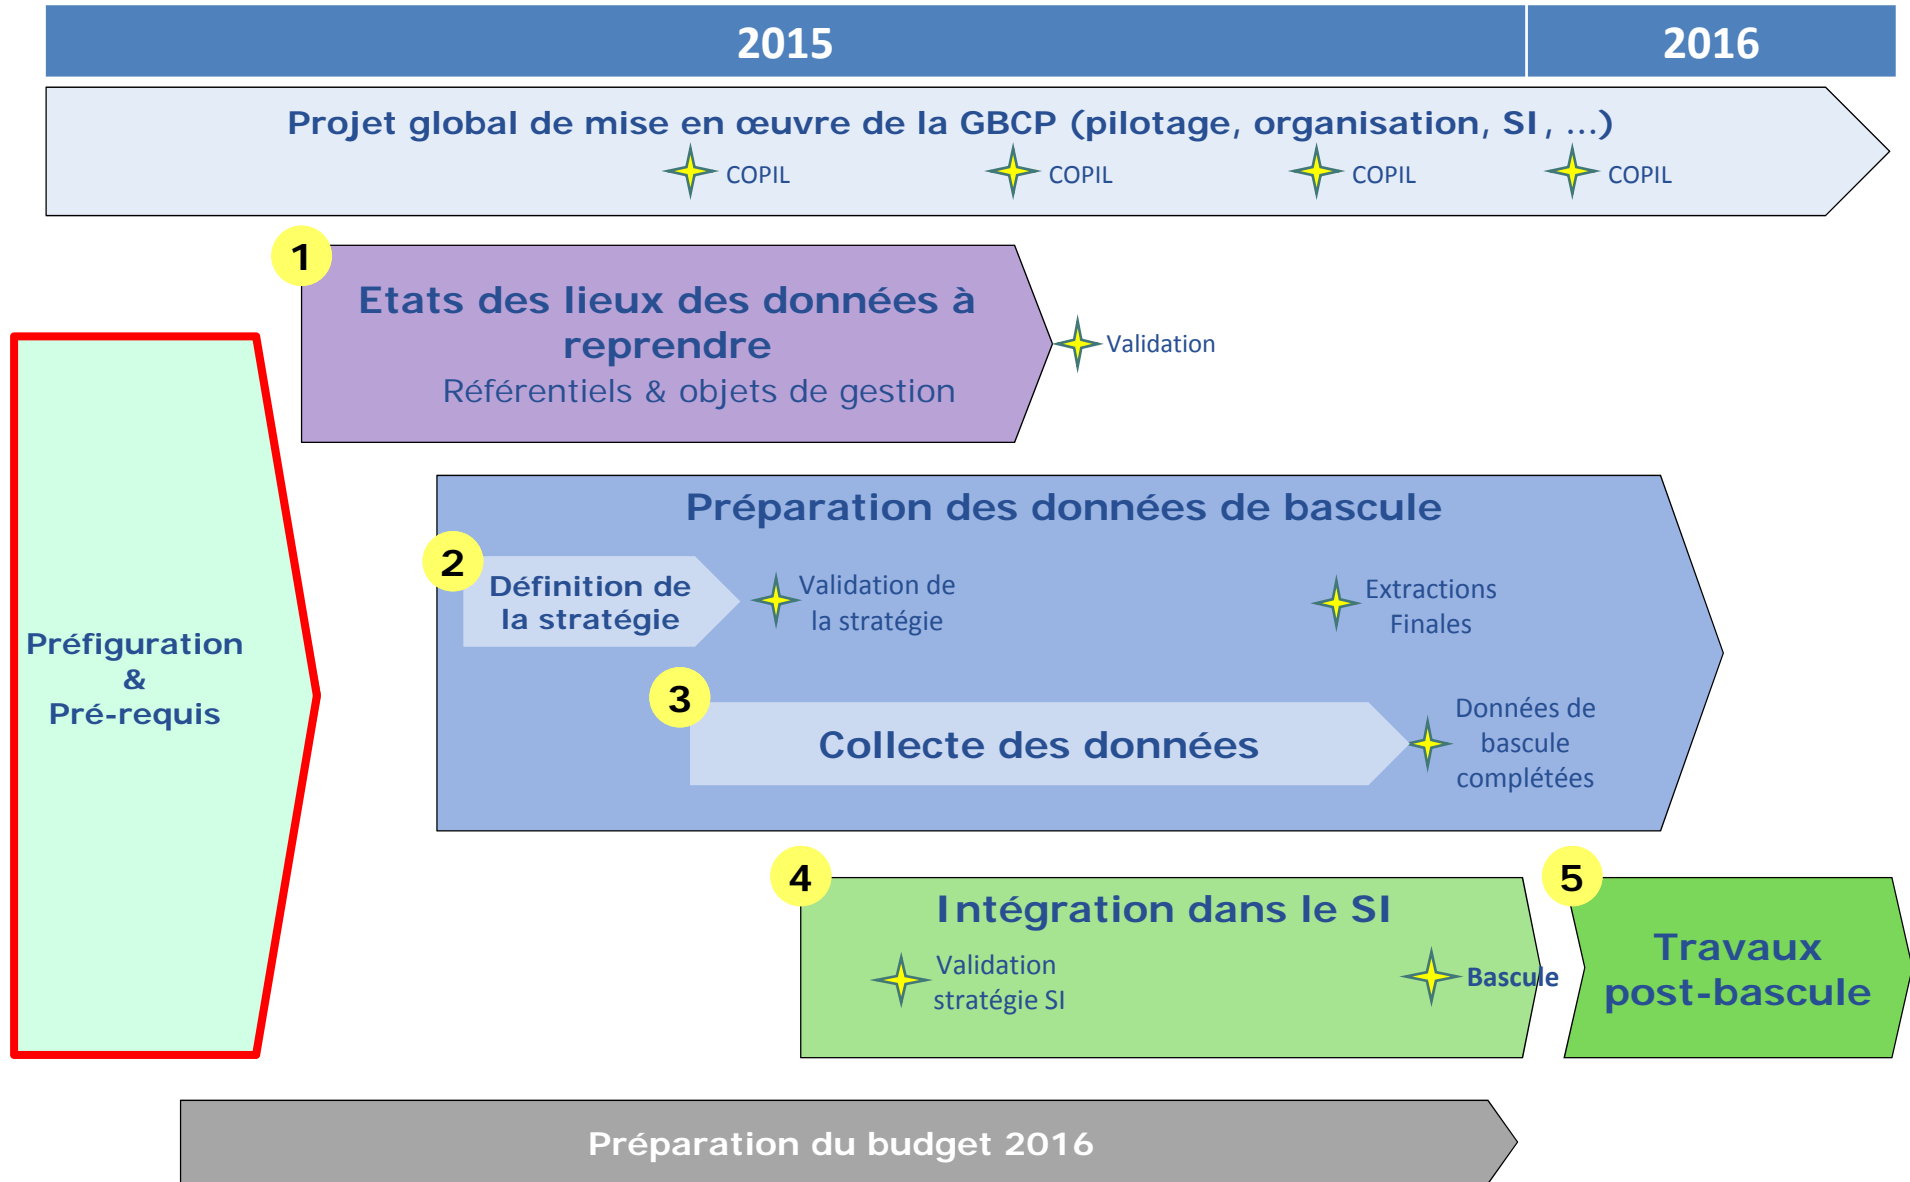 2015
2016
Projet global de mise en œuvre de la GBCP (pilotage, organisation, SI, ...)
COPIL
COPIL
COPIL
COPIL
1
Etats des lieux des données à
reprendre
Référentiels & objets de gestion
Validation
Préfiguration
&
Pré-requis
Préparation des données de bascule
2
Définition de
la stratégie
Validation de
la stratégie
Extractions
Finales
3
Collecte des données
Données de
bascule
complétées
4
Intégration dans le SI
Validation
stratégie SI
Bascule
5
Travaux
post-bascule
Préparation du budget 2016